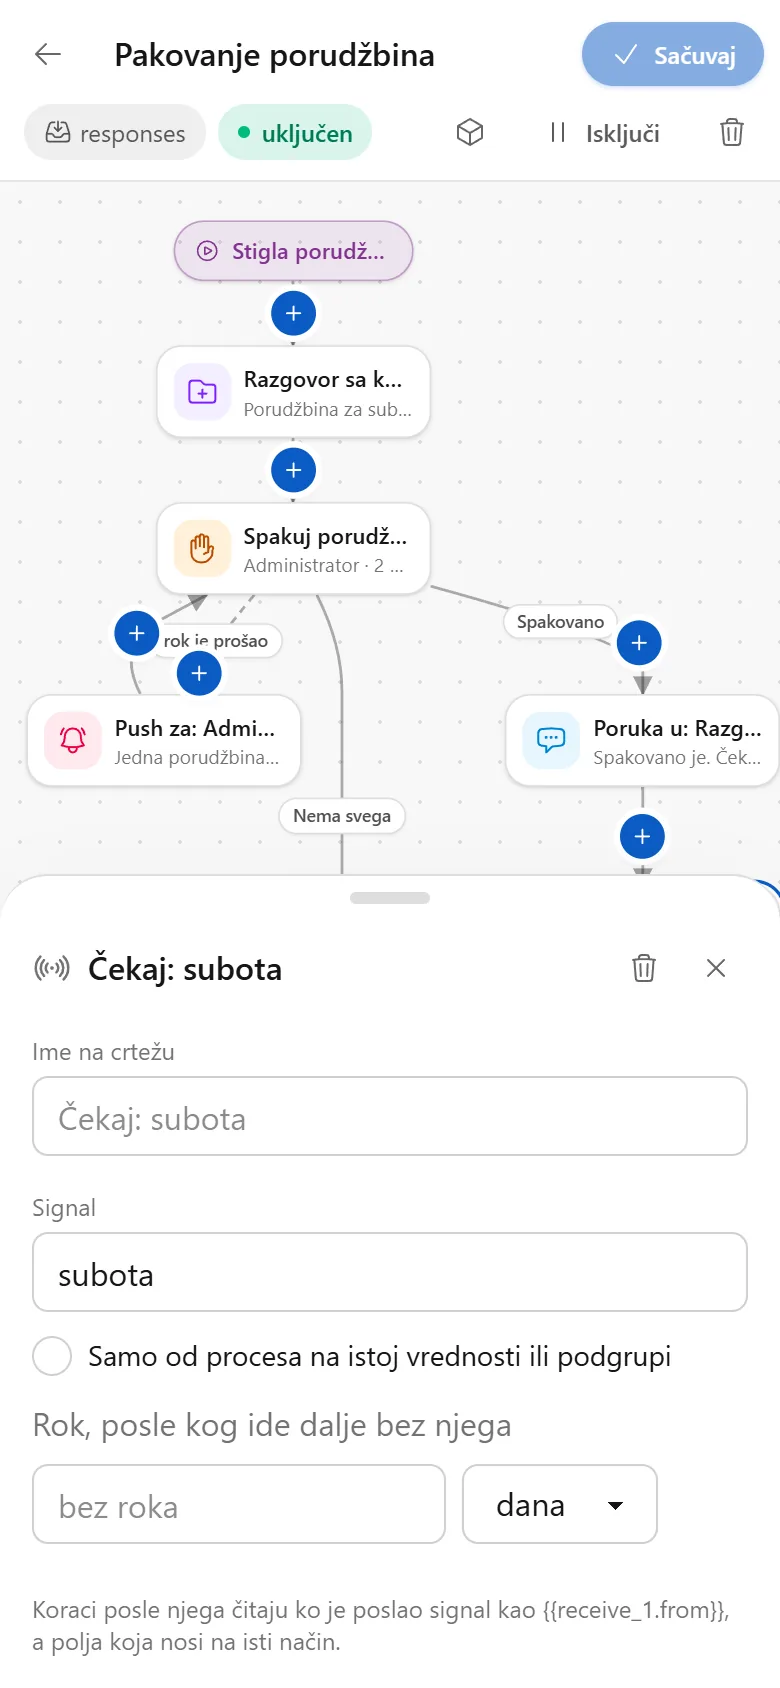 Pakovanje porudžbina
Sačuvaj
responses
uključen
Isključi
Stigla porudž...
Razgovor sa k...
Porudžbina za sub...
Spakuj porudž...
Administrator · 2 ...
Spakovano
rok je prošao
Push za: Admi...
Jedna porudžbina...
Poruka u: Razg...
Spakovano je. Ček...
Nema svega
Čekaj: subota
Ime na crtežu
Čekaj: subota
Signal
subota
Samo od procesa na istoj vrednosti ili podgrupi
Rok, posle kog ide dalje bez njega
bez roka
dana
Koraci posle njega čitaju ko je poslao signal kao {{receive_1.from}},
a polja koja nosi na isti način.